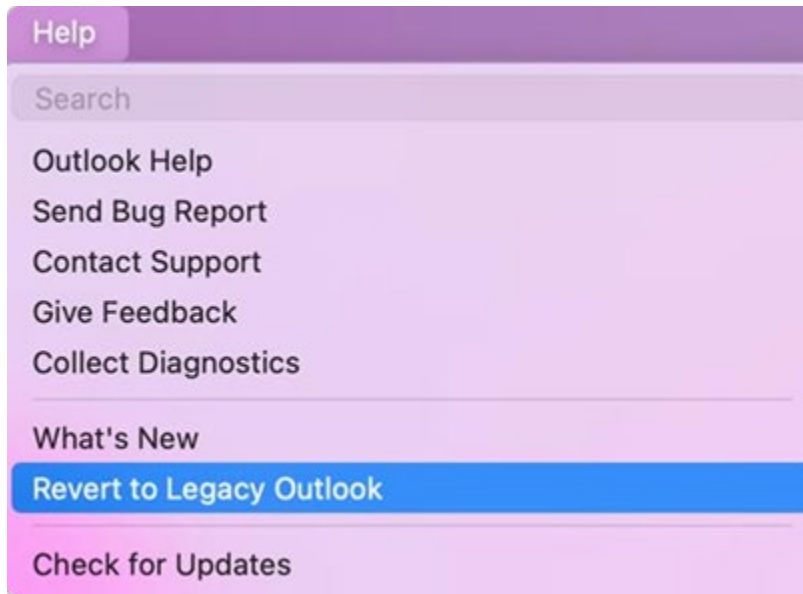 Help
Search
Outlook Help
Send Bug Report
Contact Support
Give Feedback
Collect Diagnostics
What's New
Revert to Legacy Outlook
Check for Updates